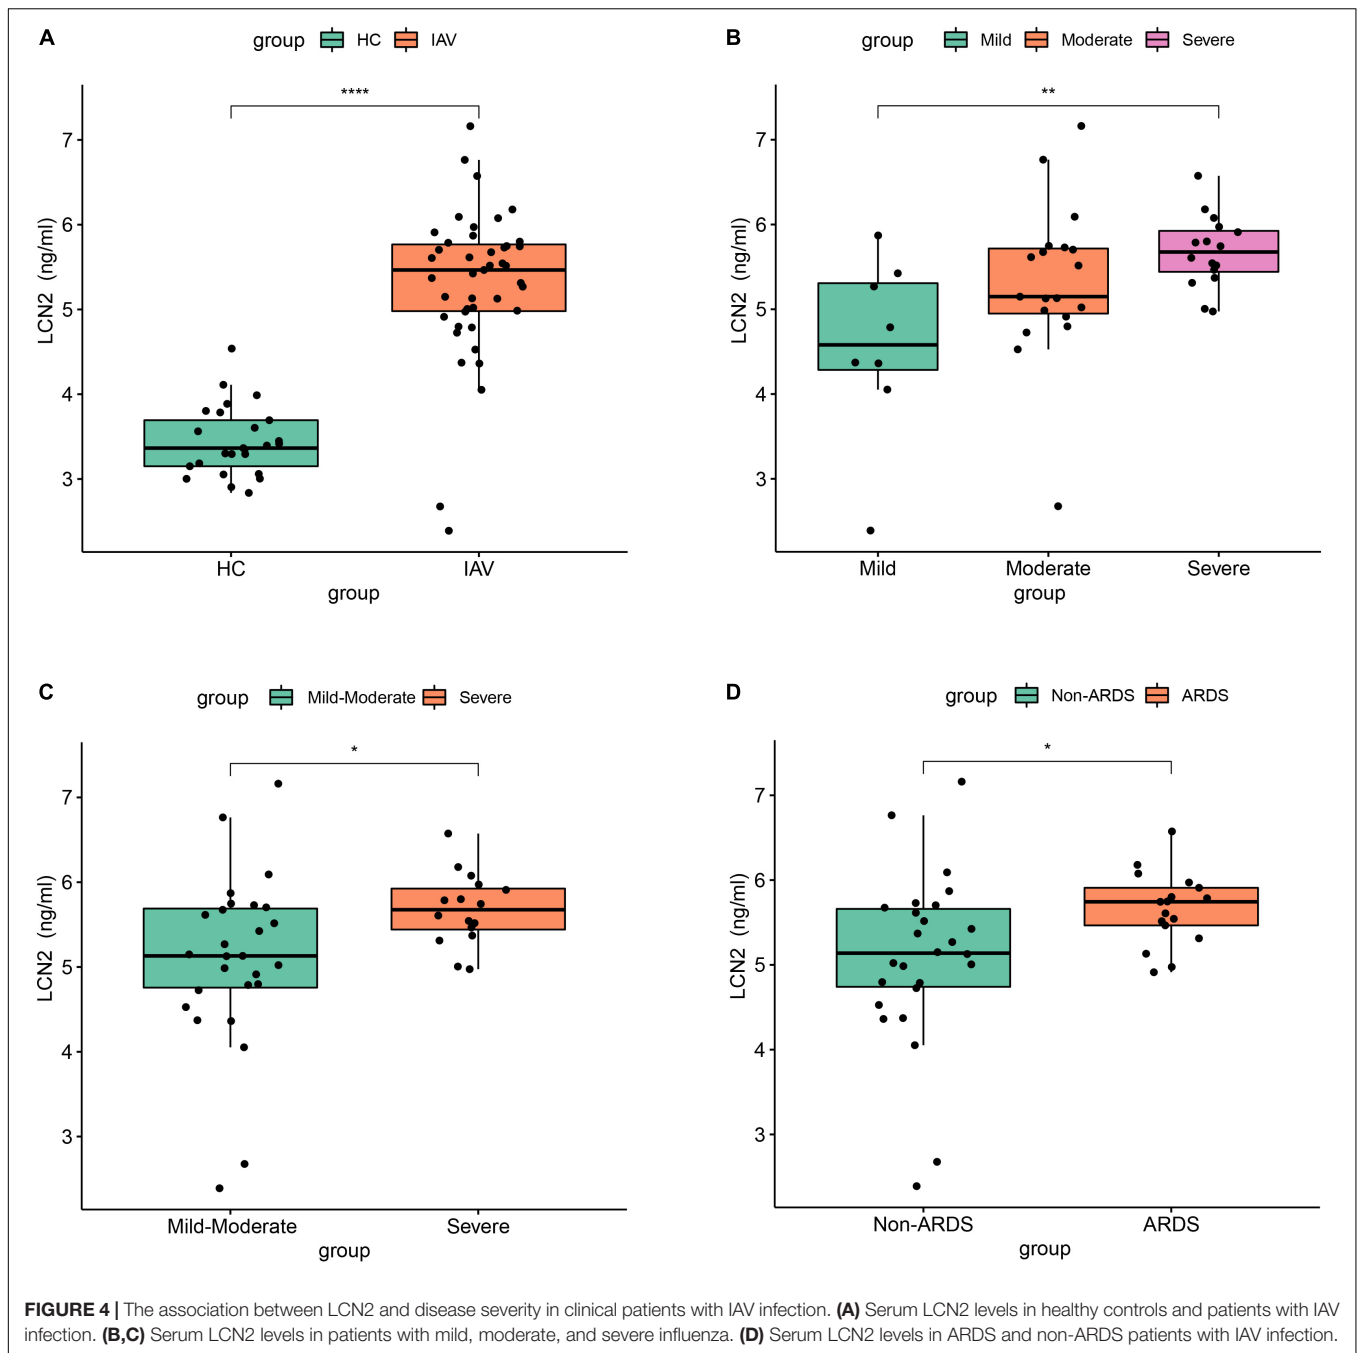 A
group HC IAV
****
7
6
5
4
3
LCN2 (ng/ml)
HC IAV
group
B
group Mild Moderate Severe
**
7
6
5
4
3
LCN2 (ng/ml)
Mild Moderate Severe
group
C
group Mild-Moderate Severe
*
7
6
5
4
3
LCN2 (ng/ml)
Mild-Moderate Severe
group
D
group Non-ARDS ARDS
*
7
6
5
4
3
LCN2 (ng/ml)
Non-ARDS ARDS
group
FIGURE 4 | The association between LCN2 and disease severity in clinical patients with IAV infection. (A) Serum LCN2 levels in healthy controls and patients with IAV
infection. (B,C) Serum LCN2 levels in patients with mild, moderate, and severe influenza. (D) Serum LCN2 levels in ARDS and non-ARDS patients with IAV infection.